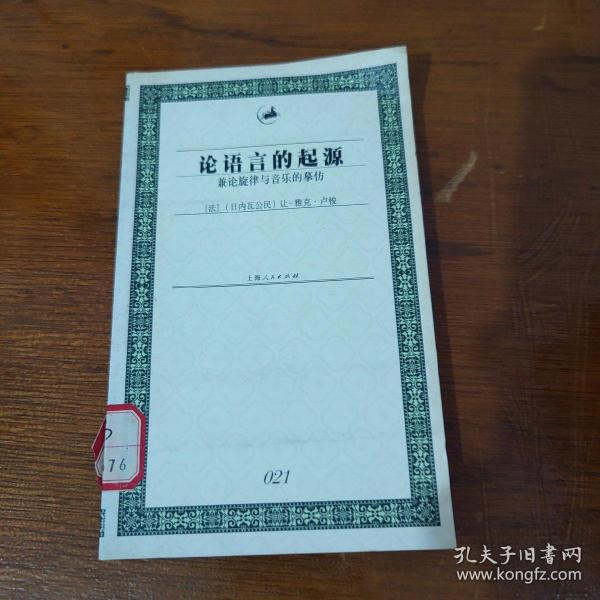 论语言的起源
兼论旋律与音乐的摹仿
[法](日内瓦公民)让-雅克·卢梭
上海人民出版社
76
021
孔夫子旧书网
www.kongfz.com